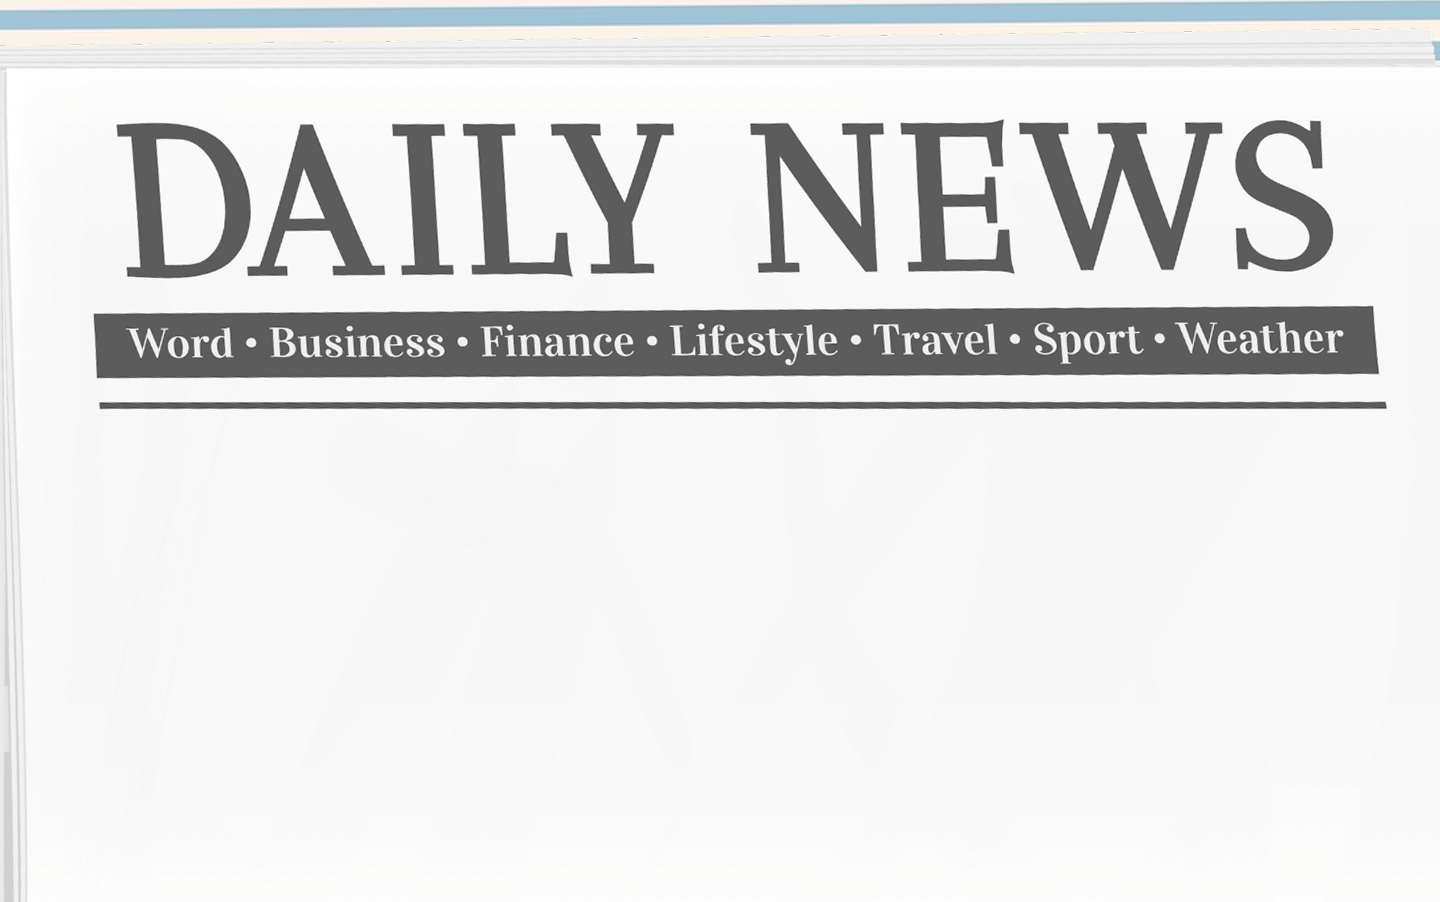 DAILY NEWS
Word • Business • Finance • Lifestyle • Travel • Sport • Weather